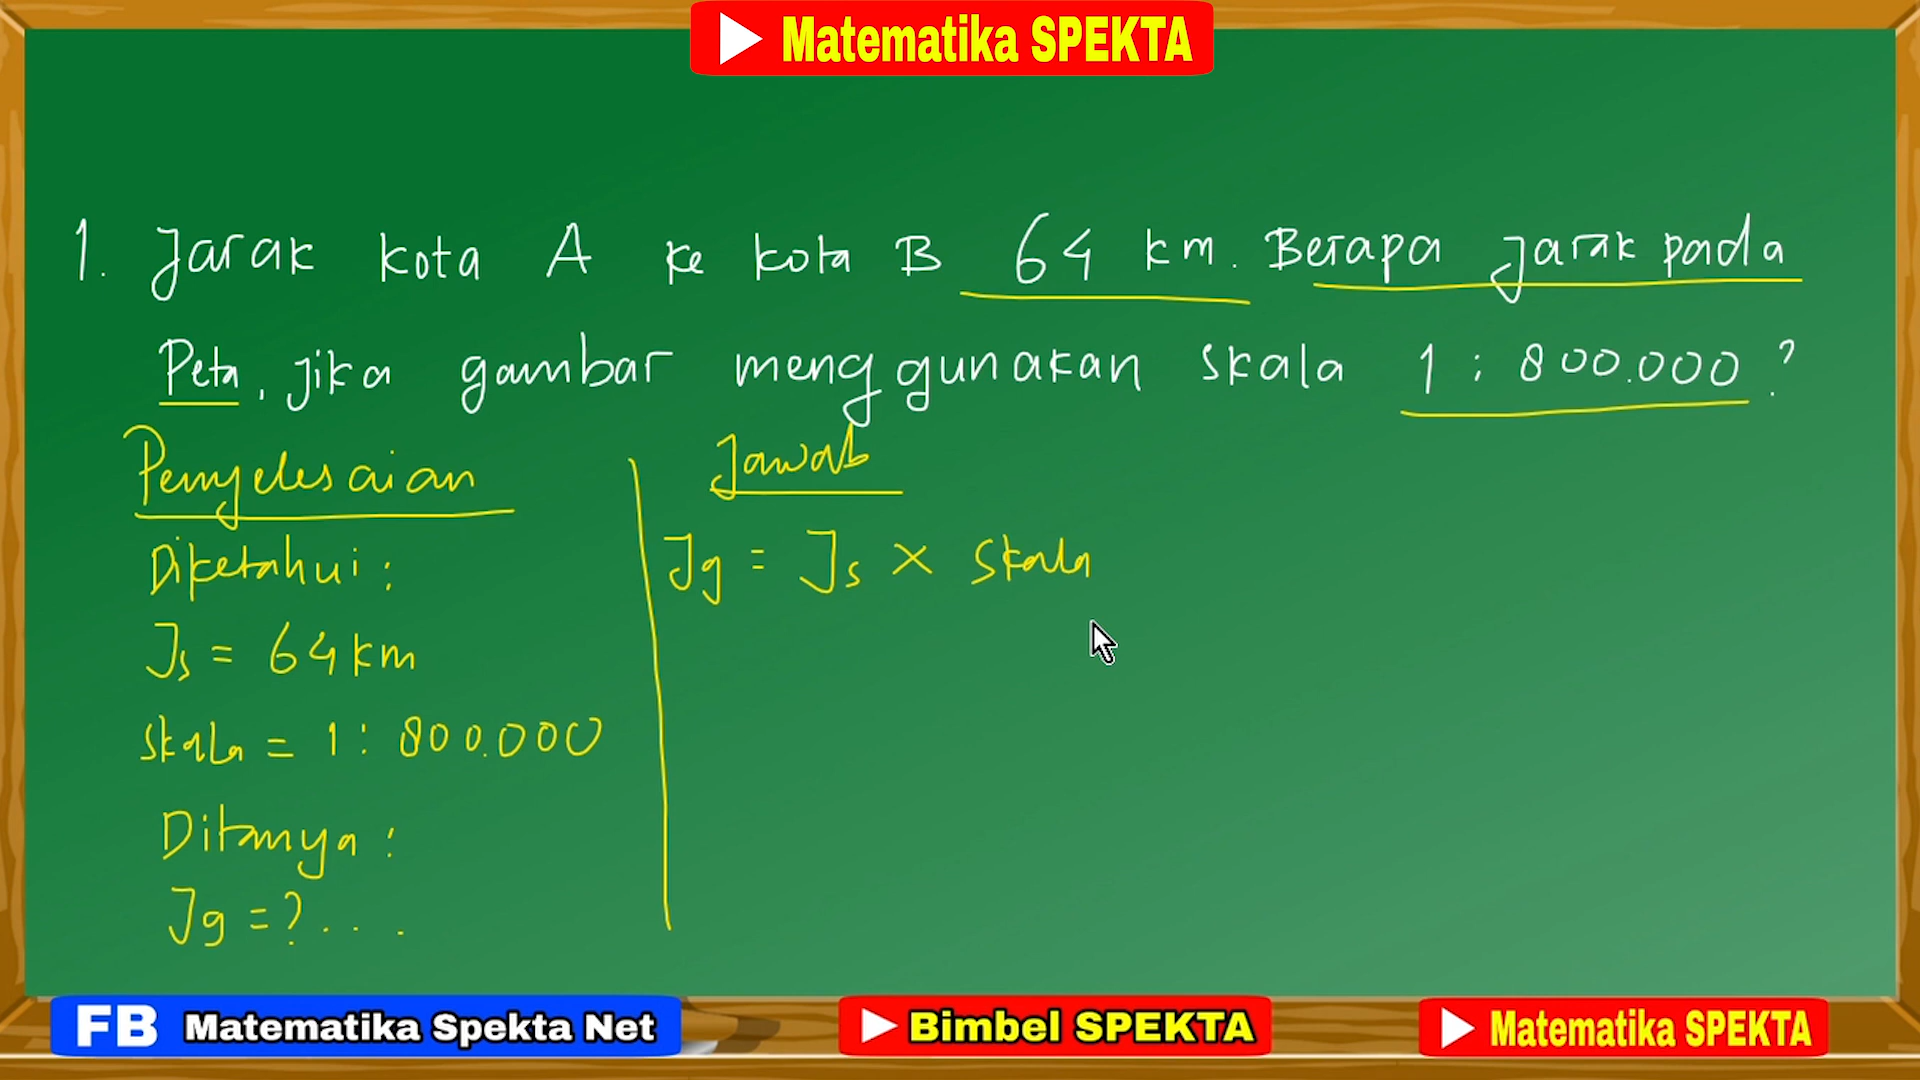 Matematika SPEKTA
1. Jarak kota A ke kota B 64 km. Berapa jarak pada
Peta, jika gambar menggunakan skala 1 : 800.000 ?
Penyelesaian
Diketahui :
Js = 64 km
skala = 1 : 800.000
Ditanya :
Jg = ? . . .
Jawab
Jg = Js × Skala
FB Matematika Spekta Net
Bimbel SPEKTA
Matematika SPEKTA